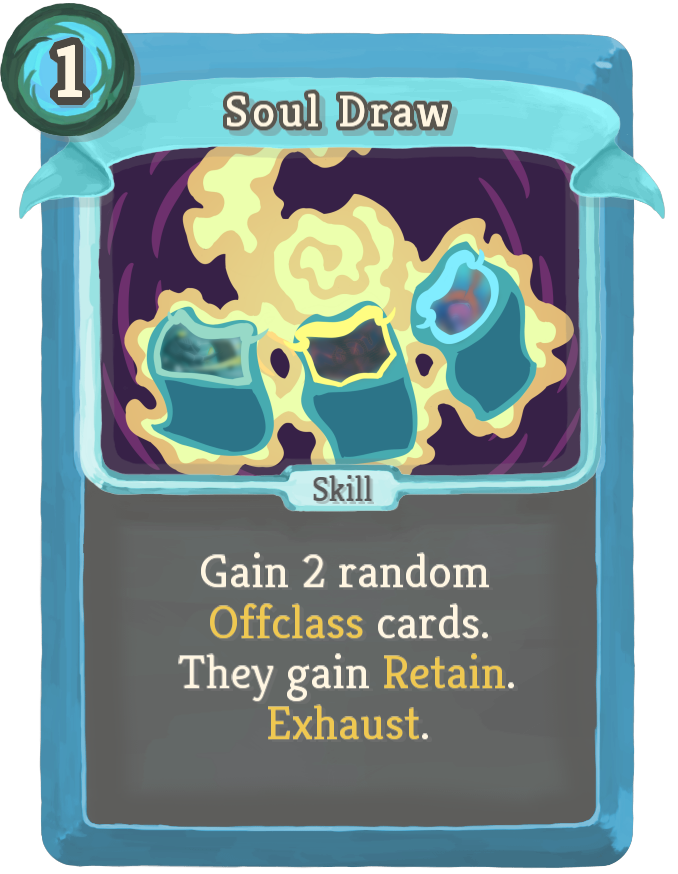 1
Soul Draw
Skill
Gain 2 random
Offclass cards.
They gain Retain.
Exhaust.